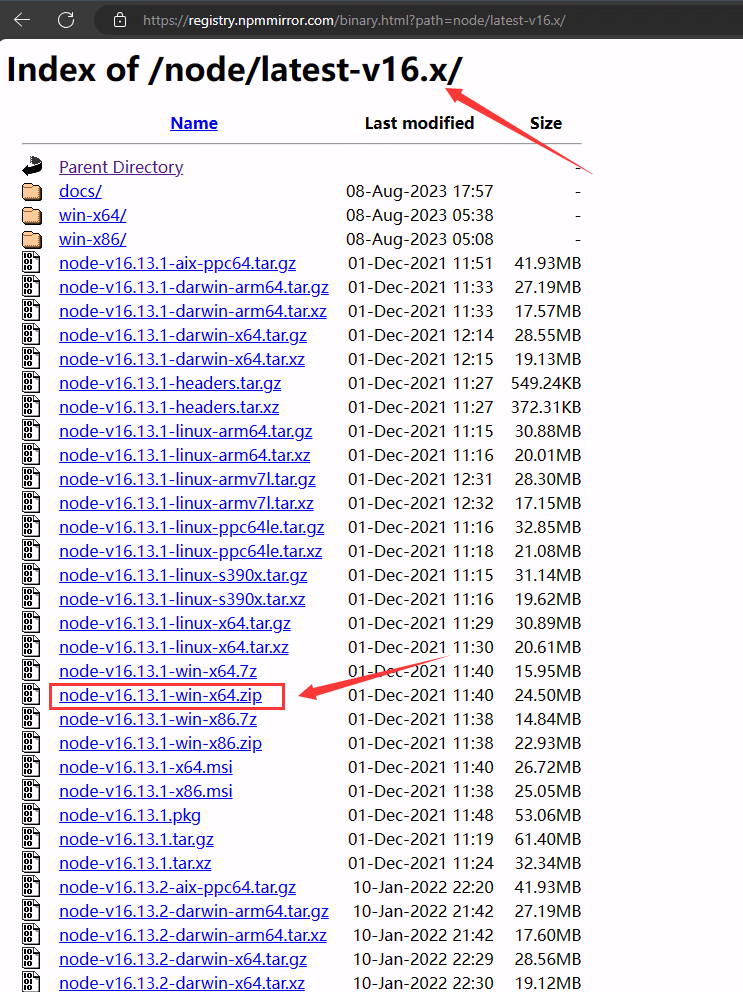 https://registry.npmmirror.com/binary.html?path=node/latest-v16.x/
Index of /node/latest-v16.x/
Name Last modified Size
Parent Directory -
docs/ 08-Aug-2023 17:57 -
win-x64/ 08-Aug-2023 05:38 -
win-x86/ 08-Aug-2023 05:08 -
node-v16.13.1-aix-ppc64.tar.gz 01-Dec-2021 11:51 41.93MB
node-v16.13.1-darwin-arm64.tar.gz 01-Dec-2021 11:33 27.19MB
node-v16.13.1-darwin-arm64.tar.xz 01-Dec-2021 11:33 17.57MB
node-v16.13.1-darwin-x64.tar.gz 01-Dec-2021 12:14 28.55MB
node-v16.13.1-darwin-x64.tar.xz 01-Dec-2021 12:15 19.13MB
node-v16.13.1-headers.tar.gz 01-Dec-2021 11:27 549.24KB
node-v16.13.1-headers.tar.xz 01-Dec-2021 11:27 372.31KB
node-v16.13.1-linux-arm64.tar.gz 01-Dec-2021 11:15 30.88MB
node-v16.13.1-linux-arm64.tar.xz 01-Dec-2021 11:16 20.01MB
node-v16.13.1-linux-armv7l.tar.gz 01-Dec-2021 12:31 28.30MB
node-v16.13.1-linux-armv7l.tar.xz 01-Dec-2021 12:32 17.15MB
node-v16.13.1-linux-ppc64le.tar.gz 01-Dec-2021 11:16 32.85MB
node-v16.13.1-linux-ppc64le.tar.xz 01-Dec-2021 11:18 21.08MB
node-v16.13.1-linux-s390x.tar.gz 01-Dec-2021 11:15 31.14MB
node-v16.13.1-linux-s390x.tar.xz 01-Dec-2021 11:16 19.62MB
node-v16.13.1-linux-x64.tar.gz 01-Dec-2021 11:29 30.89MB
node-v16.13.1-linux-x64.tar.xz 01-Dec-2021 11:30 20.61MB
node-v16.13.1-win-x64.7z 01-Dec-2021 11:40 15.95MB
node-v16.13.1-win-x64.zip 01-Dec-2021 11:40 24.50MB
node-v16.13.1-win-x86.7z 01-Dec-2021 11:38 14.84MB
node-v16.13.1-win-x86.zip 01-Dec-2021 11:38 22.93MB
node-v16.13.1-x64.msi 01-Dec-2021 11:40 26.72MB
node-v16.13.1-x86.msi 01-Dec-2021 11:38 25.05MB
node-v16.13.1.pkg 01-Dec-2021 11:48 53.06MB
node-v16.13.1.tar.gz 01-Dec-2021 11:19 61.40MB
node-v16.13.1.tar.xz 01-Dec-2021 11:24 32.34MB
node-v16.13.2-aix-ppc64.tar.gz 10-Jan-2022 22:20 41.93MB
node-v16.13.2-darwin-arm64.tar.gz 10-Jan-2022 21:42 27.19MB
node-v16.13.2-darwin-arm64.tar.xz 10-Jan-2022 21:42 17.60MB
node-v16.13.2-darwin-x64.tar.gz 10-Jan-2022 22:29 28.56MB
node-v16.13.2-darwin-x64.tar.xz 10-Jan-2022 22:30 19.12MB